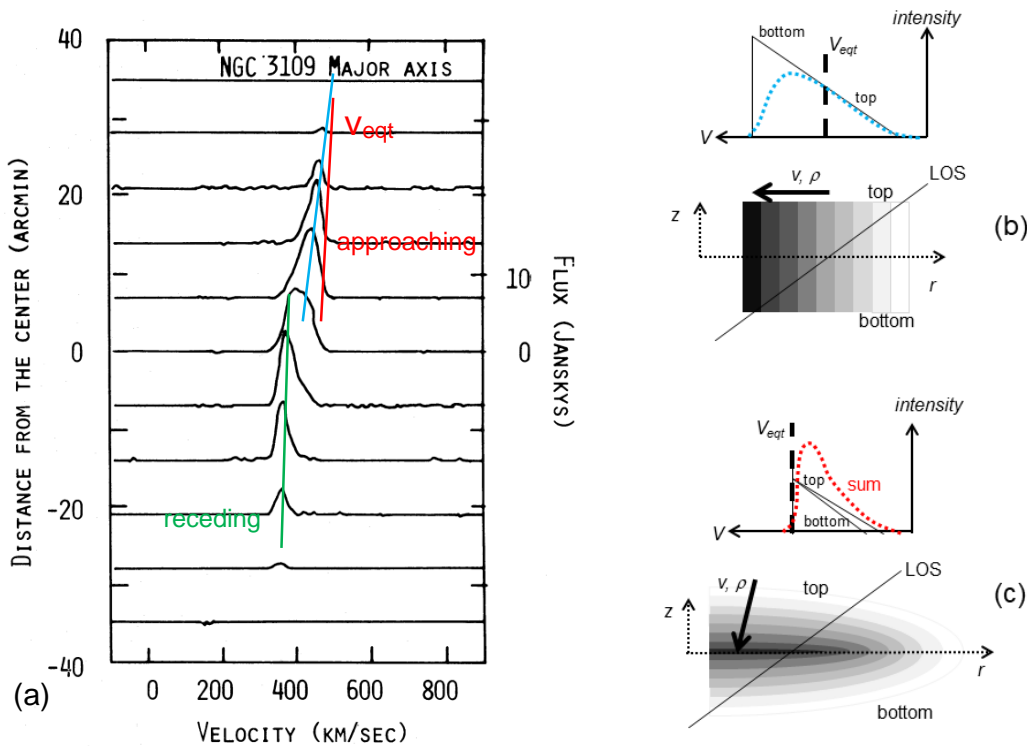 40
20
0
-20
-40
DISTANCE FROM THE CENTER (ARCMIN)
NGC 3109 MAJOR AXIS
Veqt
approaching
receding
10
0
FLUX (JANSKYS)
0 200 400 600 800
VELOCITY (KM/SEC)
(a)
intensity
bottom
Veqt
top
V
v, ρ
top
LOS
z
r
bottom
(b)
intensity
Veqt
top
sum
bottom
V
v, ρ
top
LOS
z
r
bottom
(c)